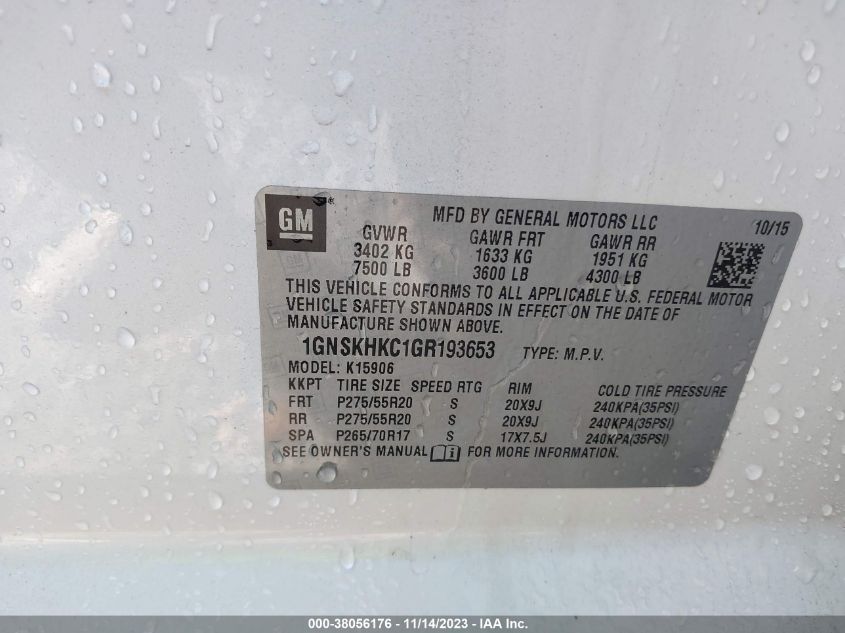 GM ®
MFD BY GENERAL MOTORS LLC 10/15
GVWR GAWR FRT GAWR RR
3402 KG 1633 KG 1951 KG
7500 LB 3600 LB 4300 LB
THIS VEHICLE CONFORMS TO ALL APPLICABLE U.S. FEDERAL MOTOR
VEHICLE SAFETY STANDARDS IN EFFECT ON THE DATE OF
MANUFACTURE SHOWN ABOVE.
1GNSKHKC1GR193653 TYPE: M.P.V.
MODEL: K15906
KKPT TIRE SIZE SPEED RTG RIM COLD TIRE PRESSURE
FRT P275/55R20 S 20X9J 240KPA(35PSI)
RR P275/55R20 S 20X9J 240KPA(35PSI)
SPA P265/70R17 S 17X7.5J 240KPA(35PSI)
SEE OWNER'S MANUAL FOR MORE INFORMATION.
000-38056176 - 11/14/2023 - IAA Inc.